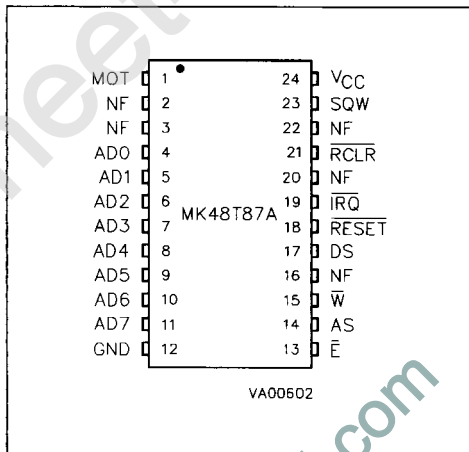 MOT 1 24 VCC
NF 2 23 SQW
NF 3 22 NF
AD0 4 21 RCLR
AD1 5 20 NF
AD2 6 19 IRQ
MK48T87A
AD3 7 18 RESET
AD4 8 17 DS
AD5 9 16 NF
AD6 10 15 W
AD7 11 14 AS
GND 12 13 E
VA00602
.com